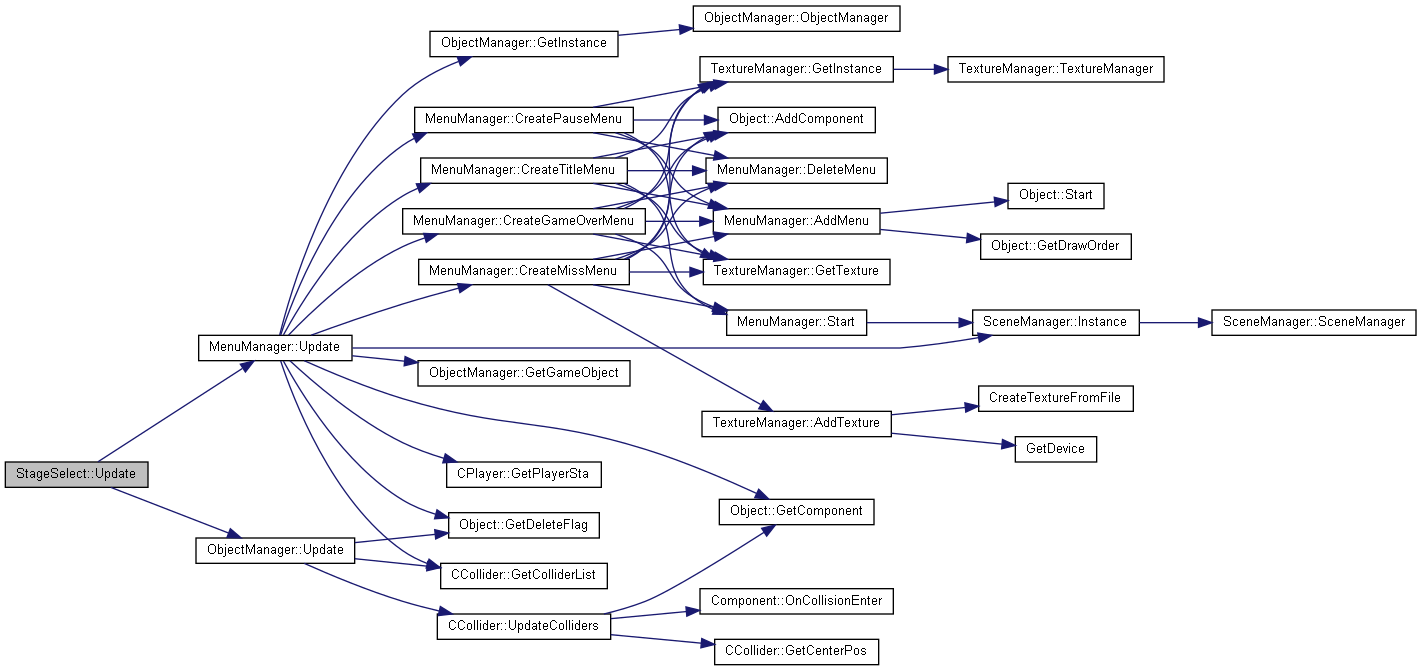 ObjectManager::ObjectManager
ObjectManager::GetInstance
TextureManager::GetInstance
TextureManager::TextureManager
MenuManager::CreatePauseMenu
Object::AddComponent
MenuManager::CreateTitleMenu
MenuManager::DeleteMenu
Object::Start
MenuManager::CreateGameOverMenu
MenuManager::AddMenu
Object::GetDrawOrder
MenuManager::CreateMissMenu
TextureManager::GetTexture
MenuManager::Start
SceneManager::Instance
SceneManager::SceneManager
MenuManager::Update
ObjectManager::GetGameObject
CreateTextureFromFile
TextureManager::AddTexture
GetDevice
StageSelect::Update
CPlayer::GetPlayerSta
Object::GetComponent
Object::GetDeleteFlag
ObjectManager::Update
CCollider::GetColliderList
Component::OnCollisionEnter
CCollider::UpdateColliders
CCollider::GetCenterPos